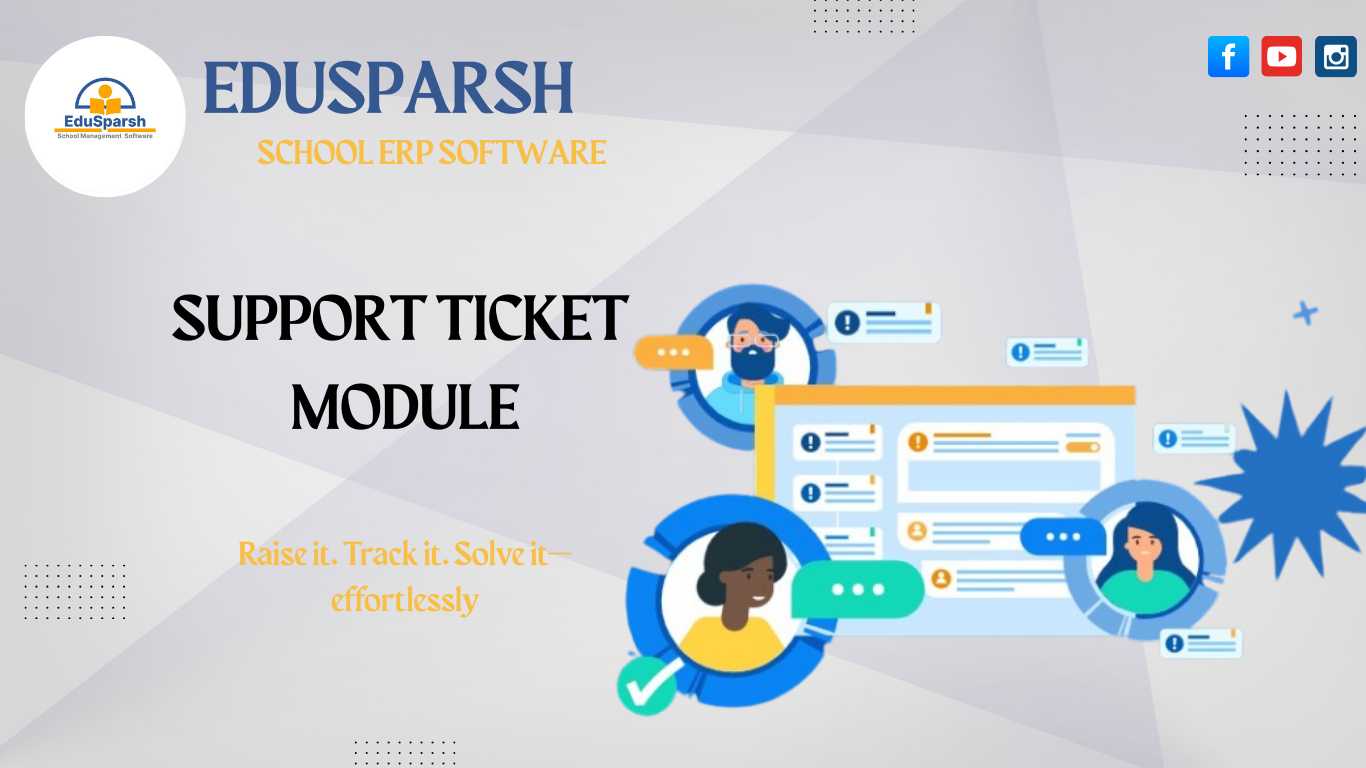 EduSparsh
School Management Software
EDUSPARSH
SCHOOL ERP SOFTWARE
SUPPORT TICKET
MODULE
Raise it. Track it. Solve it—
effortlessly